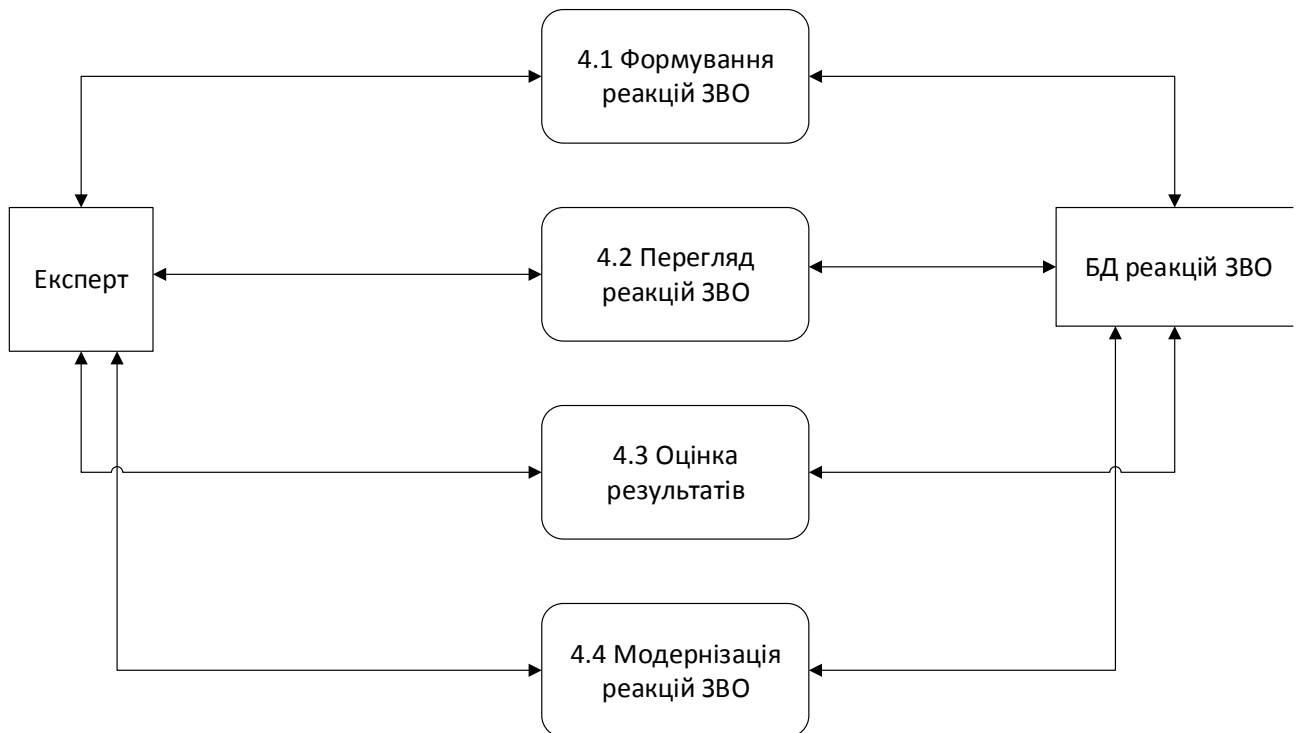 4.1 Формування
реакцій ЗВО
Експерт
4.2 Перегляд
реакцій ЗВО
БД реакцій ЗВО
4.3 Оцінка
результатів
4.4 Модернізація
реакцій ЗВО